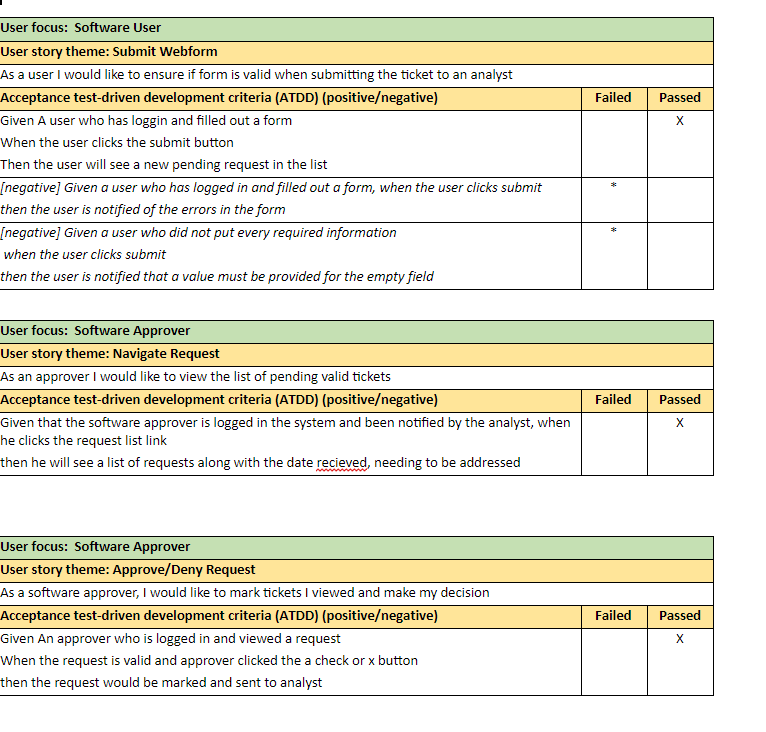 User focus:  Software User
User story theme: Submit Webform
As a user I would like to ensure if form is valid when submitting the ticket to an analyst
Acceptance test-driven development criteria (ATDD) (positive/negative) Failed Passed
Given A user who has loggin and filled out a form X
When the user clicks the submit button
Then the user will see a new pending request in the list
[negative] Given a user who has logged in and filled out a form, when the user clicks submit *
then the user is notified of the errors in the form
[negative] Given a user who did not put every required information *
when the user clicks submit
then the user is notified that a value must be provided for the empty field
User focus:  Software Approver
User story theme: Navigate Request
As an approver I would like to view the list of pending valid tickets
Acceptance test-driven development criteria (ATDD) (positive/negative) Failed Passed
Given that the software approver is logged in the system and been notified by the analyst, when X
he clicks the request list link
then he will see a list of requests along with the date recieved, needing to be addressed
User focus:  Software Approver
User story theme: Approve/Deny Request
As a software approver, I would like to mark tickets I viewed and make my decision
Acceptance test-driven development criteria (ATDD) (positive/negative) Failed Passed
Given An approver who is logged in and viewed a request X
When the request is valid and approver clicked the a check or x button
then the request would be marked and sent to analyst